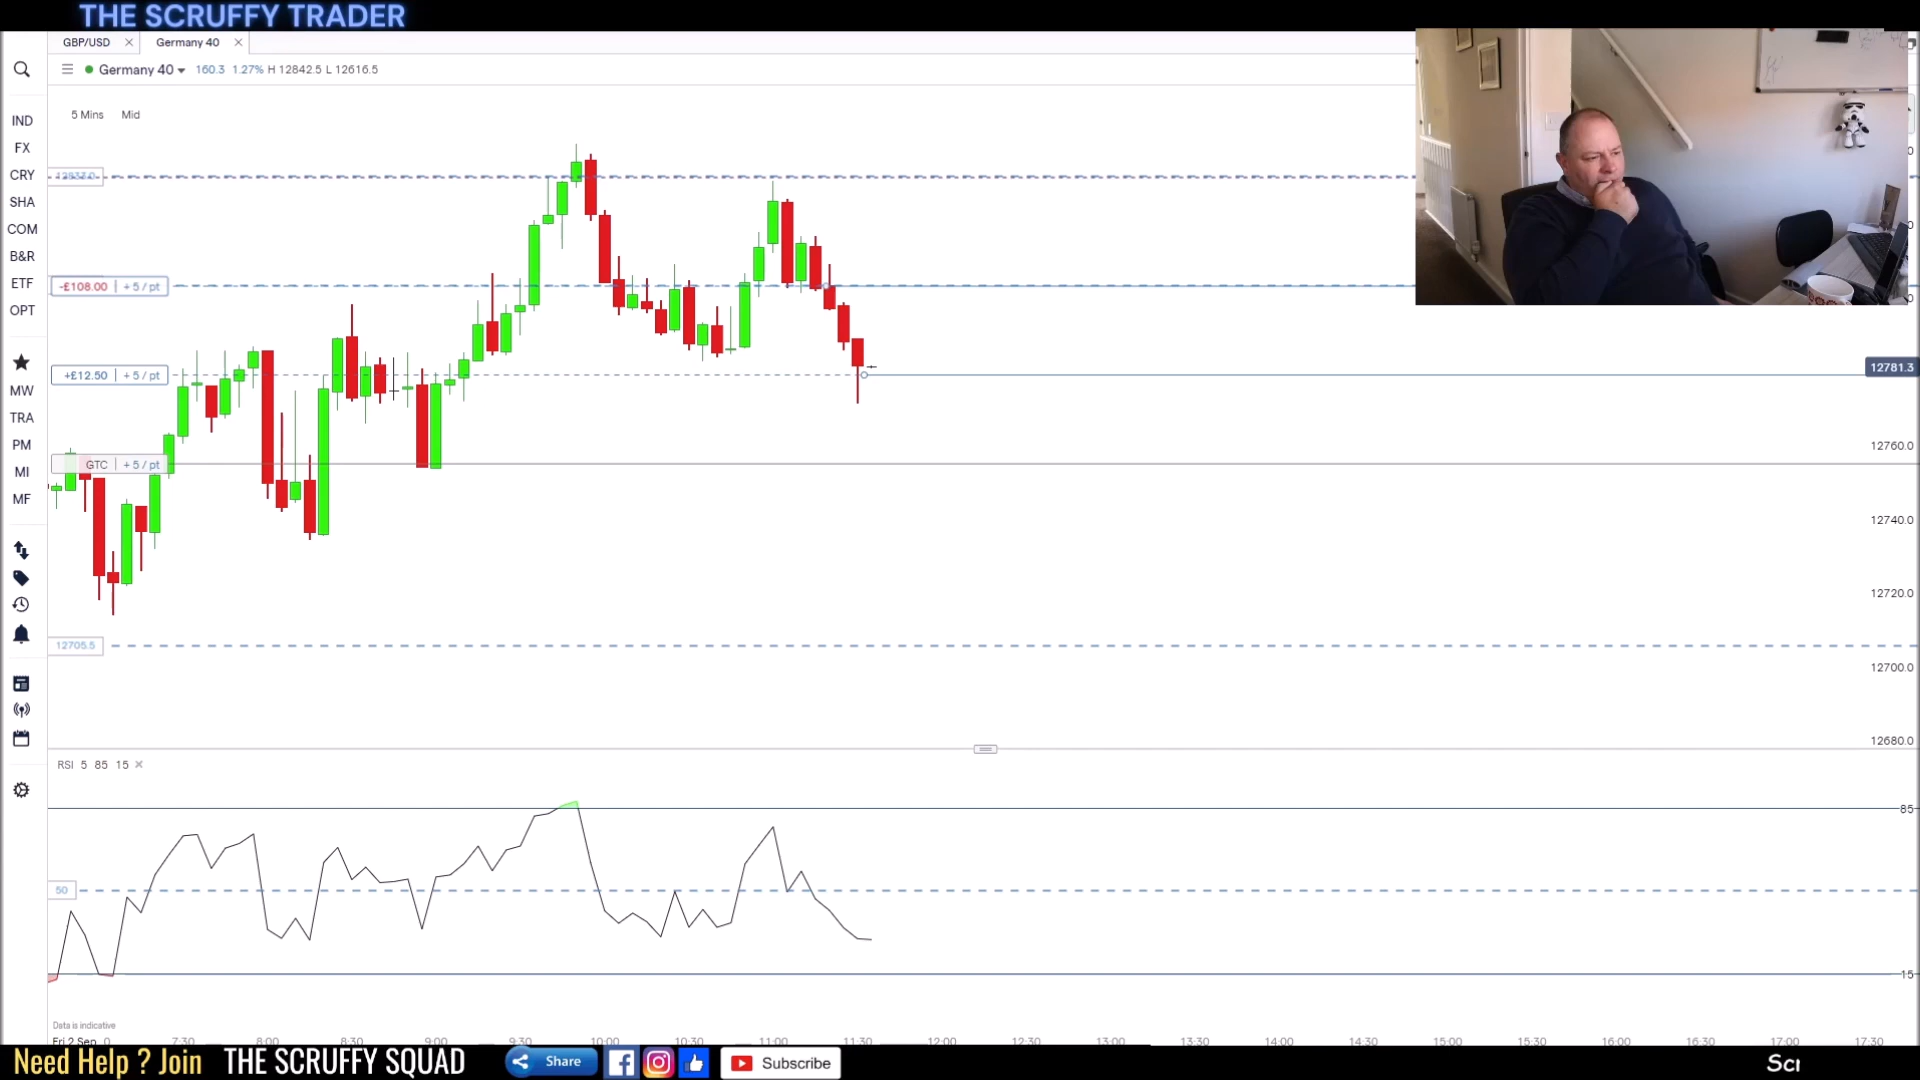 THE SCRUFFY TRADER
GBP/USD
Germany 40
Germany 40 160.3 1.27% H 12842.5 L 12616.5
5 Mins Mid
IND
FX
CRY
SHA
COM
B&R
ETF
OPT
MW
TRA
PM
MI
MF
-£108.00 +5 / pt
+£12.50 +5 / pt
GTC +5 / pt
12705.5
12781.3
12760.0
12740.0
12720.0
12700.0
12680.0
RSI 5 85 15
85
50
15
Data is indicative
Fri 2 Sep 7:30 8:00 8:30 9:00 9:30 10:00 10:30 11:00 11:30 12:00 12:30 13:00 13:30 14:00 14:30 15:00 15:30 16:00 16:30 17:00 17:30
Need Help ? Join THE SCRUFFY SQUAD Share Subscribe